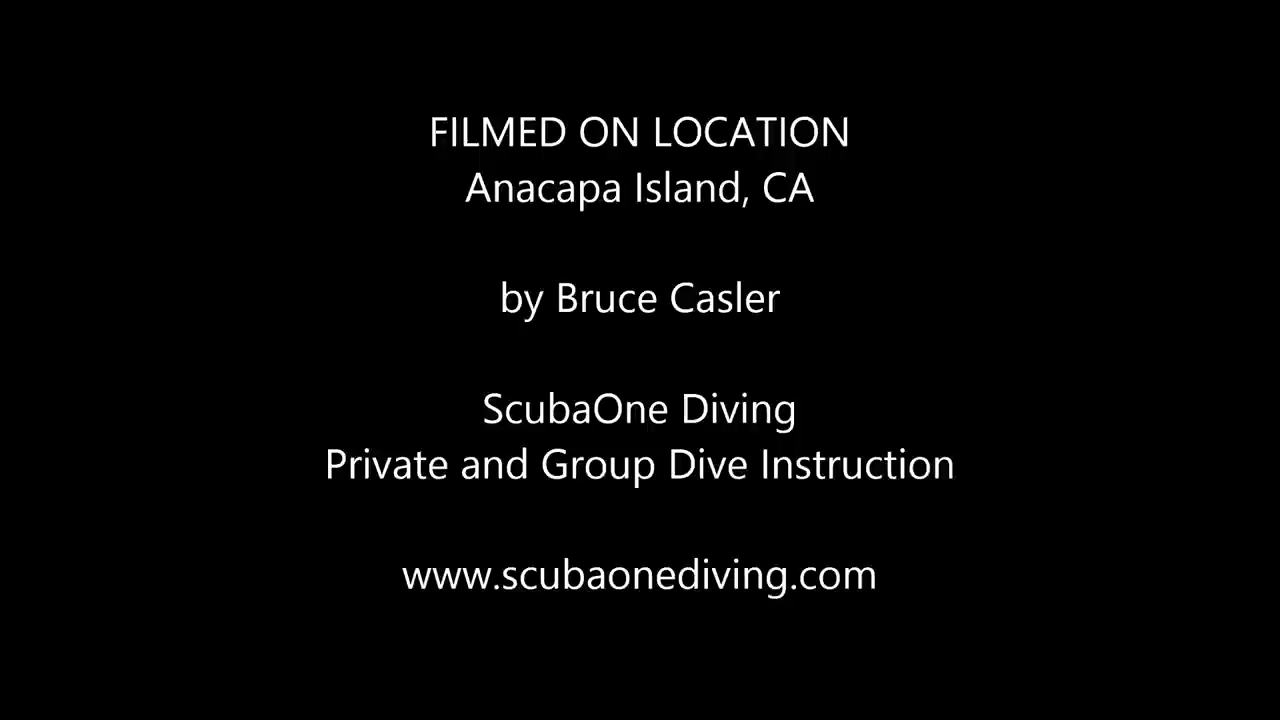 FILMED ON LOCATION
Anacapa Island, CA
by Bruce Casler
ScubaOne Diving
Private and Group Dive Instruction
www.scubaonediving.com